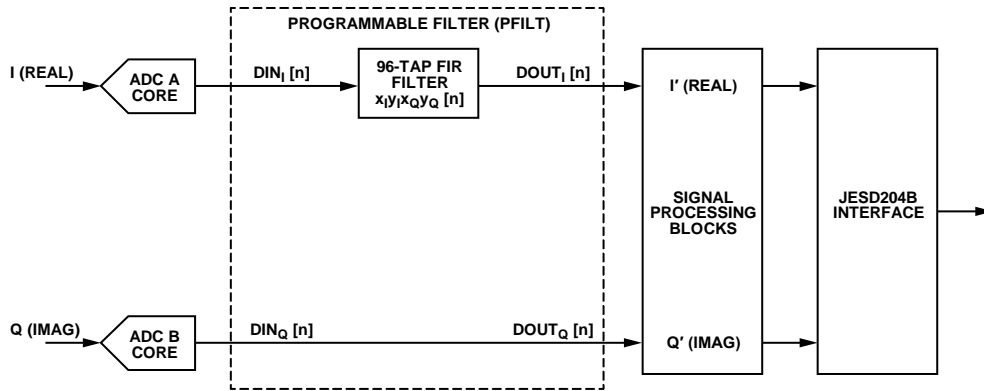 PROGRAMMABLE FILTER (PFILT)
I (REAL)
ADC A
CORE
DINI [n]
96-TAP FIR
FILTER
xIyIxQyQ [n]
DOUTI [n]
I′ (REAL)
SIGNAL
PROCESSING
BLOCKS
JESD204B
INTERFACE
Q (IMAG)
ADC B
CORE
DINQ [n]
DOUTQ [n]
Q′ (IMAG)